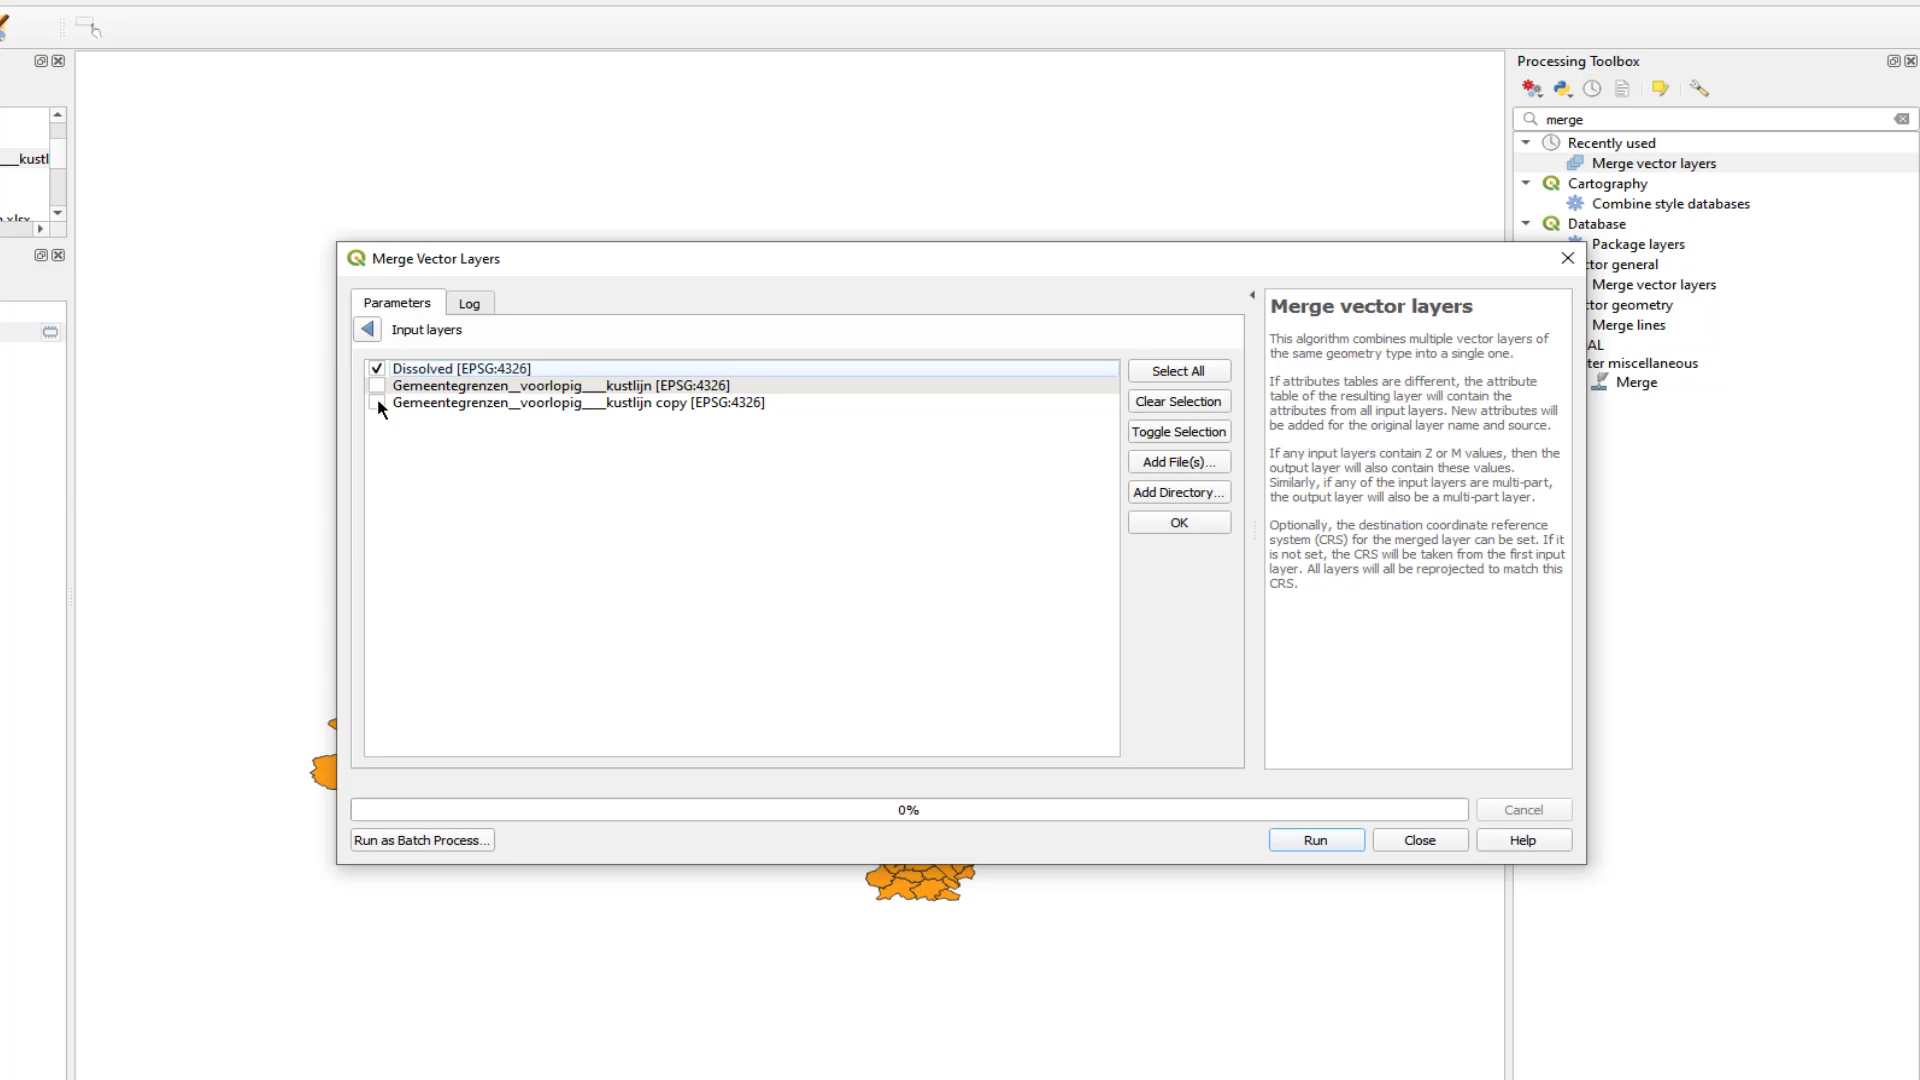 Processing Toolbox
merge
___kustl
Recently used
Merge vector layers
Cartography
Combine style databases
Database
Package layers
ctor general
Merge vector layers
ctor geometry
Merge lines
AL
ter miscellaneous
Merge
Merge Vector Layers
Parameters
Log
Input layers
Dissolved [EPSG:4326]
Gemeentegrenzen__voorlopig____kustlijn [EPSG:4326]
Gemeentegrenzen__voorlopig____kustlijn copy [EPSG:4326]
Select All
Clear Selection
Toggle Selection
Add File(s)...
Add Directory...
OK
Merge vector layers
This algorithm combines multiple vector layers of
the same geometry type into a single one.
If attributes tables are different, the attribute
table of the resulting layer will contain the
attributes from all input layers. New attributes will
be added for the original layer name and source.
If any input layers contain Z or M values, then the
output layer will also contain these values.
Similarly, if any of the input layers are multi-part,
the output layer will also be a multi-part layer.
Optionally, the destination coordinate reference
system (CRS) for the merged layer can be set. If it
is not set, the CRS will be taken from the first input
layer. All layers will all be reprojected to match this
CRS.
0%
Cancel
Run as Batch Process...
Run
Close
Help